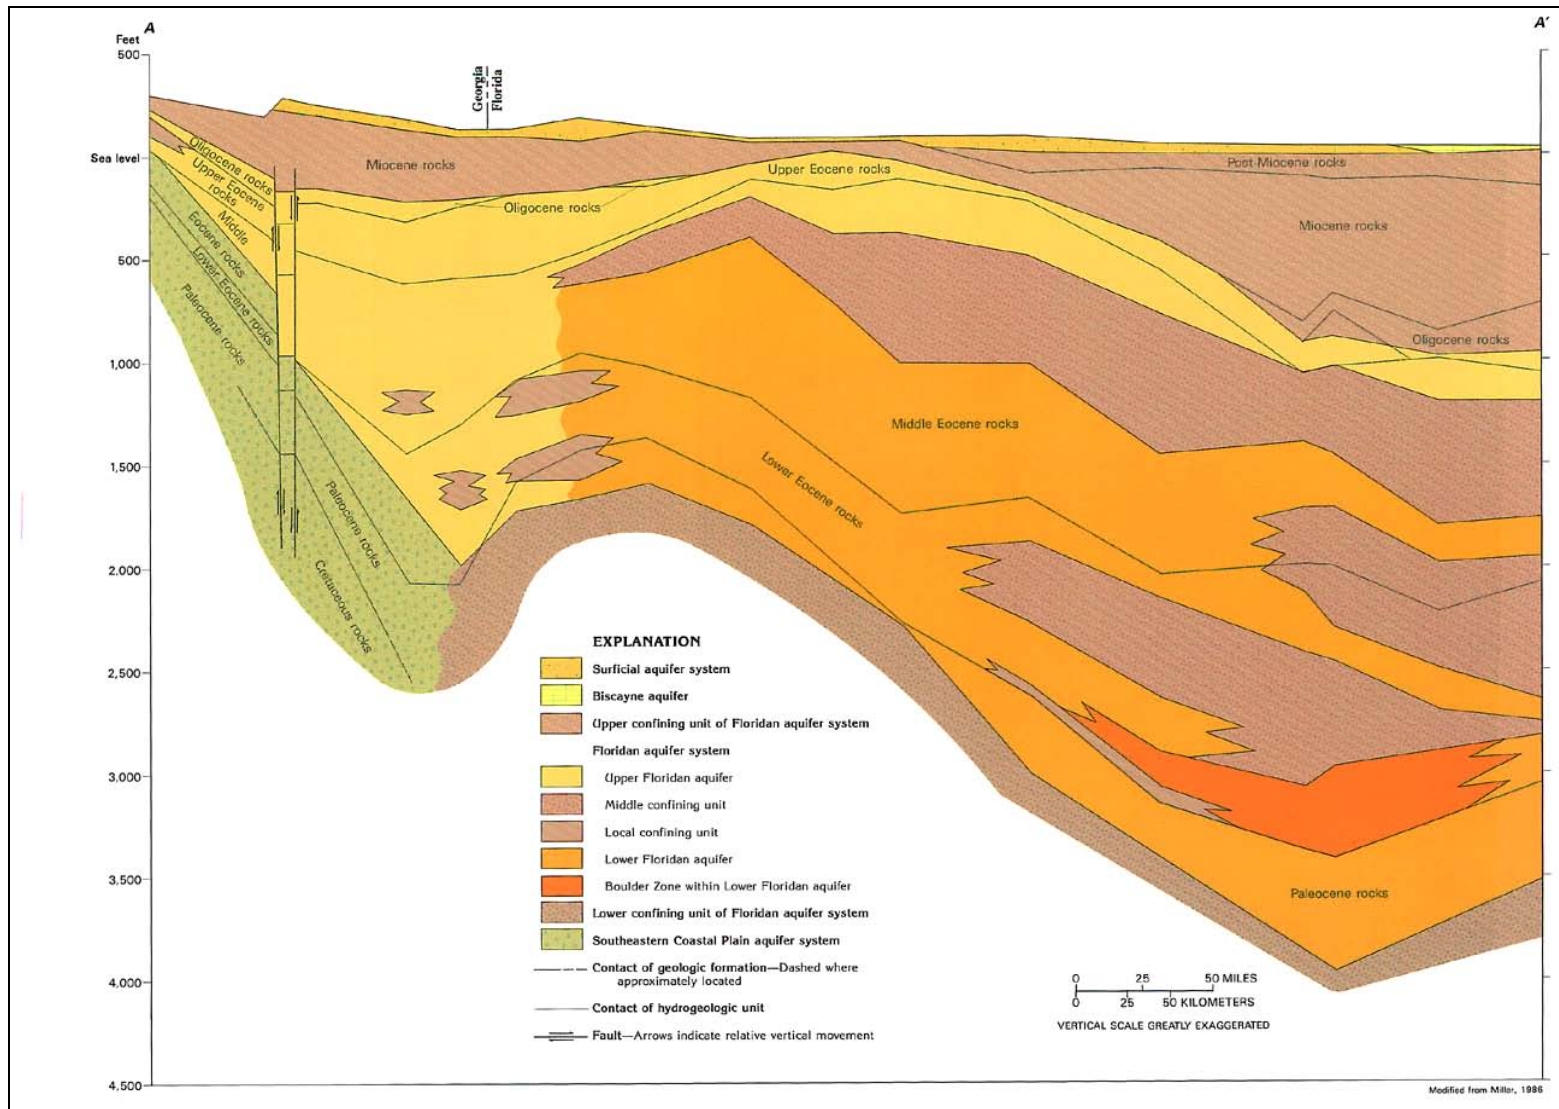 A
A'
Feet
500
Georgia
Florida
Sea level
500
1,000
1,500
2,000
2,500
3,000
3,500
4,000
4,500
Oligocene rocks
Upper Eocene
rocks
Middle
Eocene rocks
Lower Eocene rocks
Paleocene rocks
Miocene rocks
Oligocene rocks
Upper Eocene rocks
Post-Miocene rocks
Miocene rocks
Oligocene rocks
Middle Eocene rocks
Lower Eocene rocks
Paleocene rocks
Cretaceous rocks
Paleocene rocks
EXPLANATION
Surficial aquifer system
Biscayne aquifer
Upper confining unit of Floridan aquifer system
Floridan aquifer system
Upper Floridan aquifer
Middle confining unit
Local confining unit
Lower Floridan aquifer
Boulder Zone within Lower Floridan aquifer
Lower confining unit of Floridan aquifer system
Southeastern Coastal Plain aquifer system
Contact of geologic formation—Dashed where
approximately located
Contact of hydrogeologic unit
Fault—Arrows indicate relative vertical movement
0 25 50 MILES
0 25 50 KILOMETERS
VERTICAL SCALE GREATLY EXAGGERATED
Modified from Miller, 1986